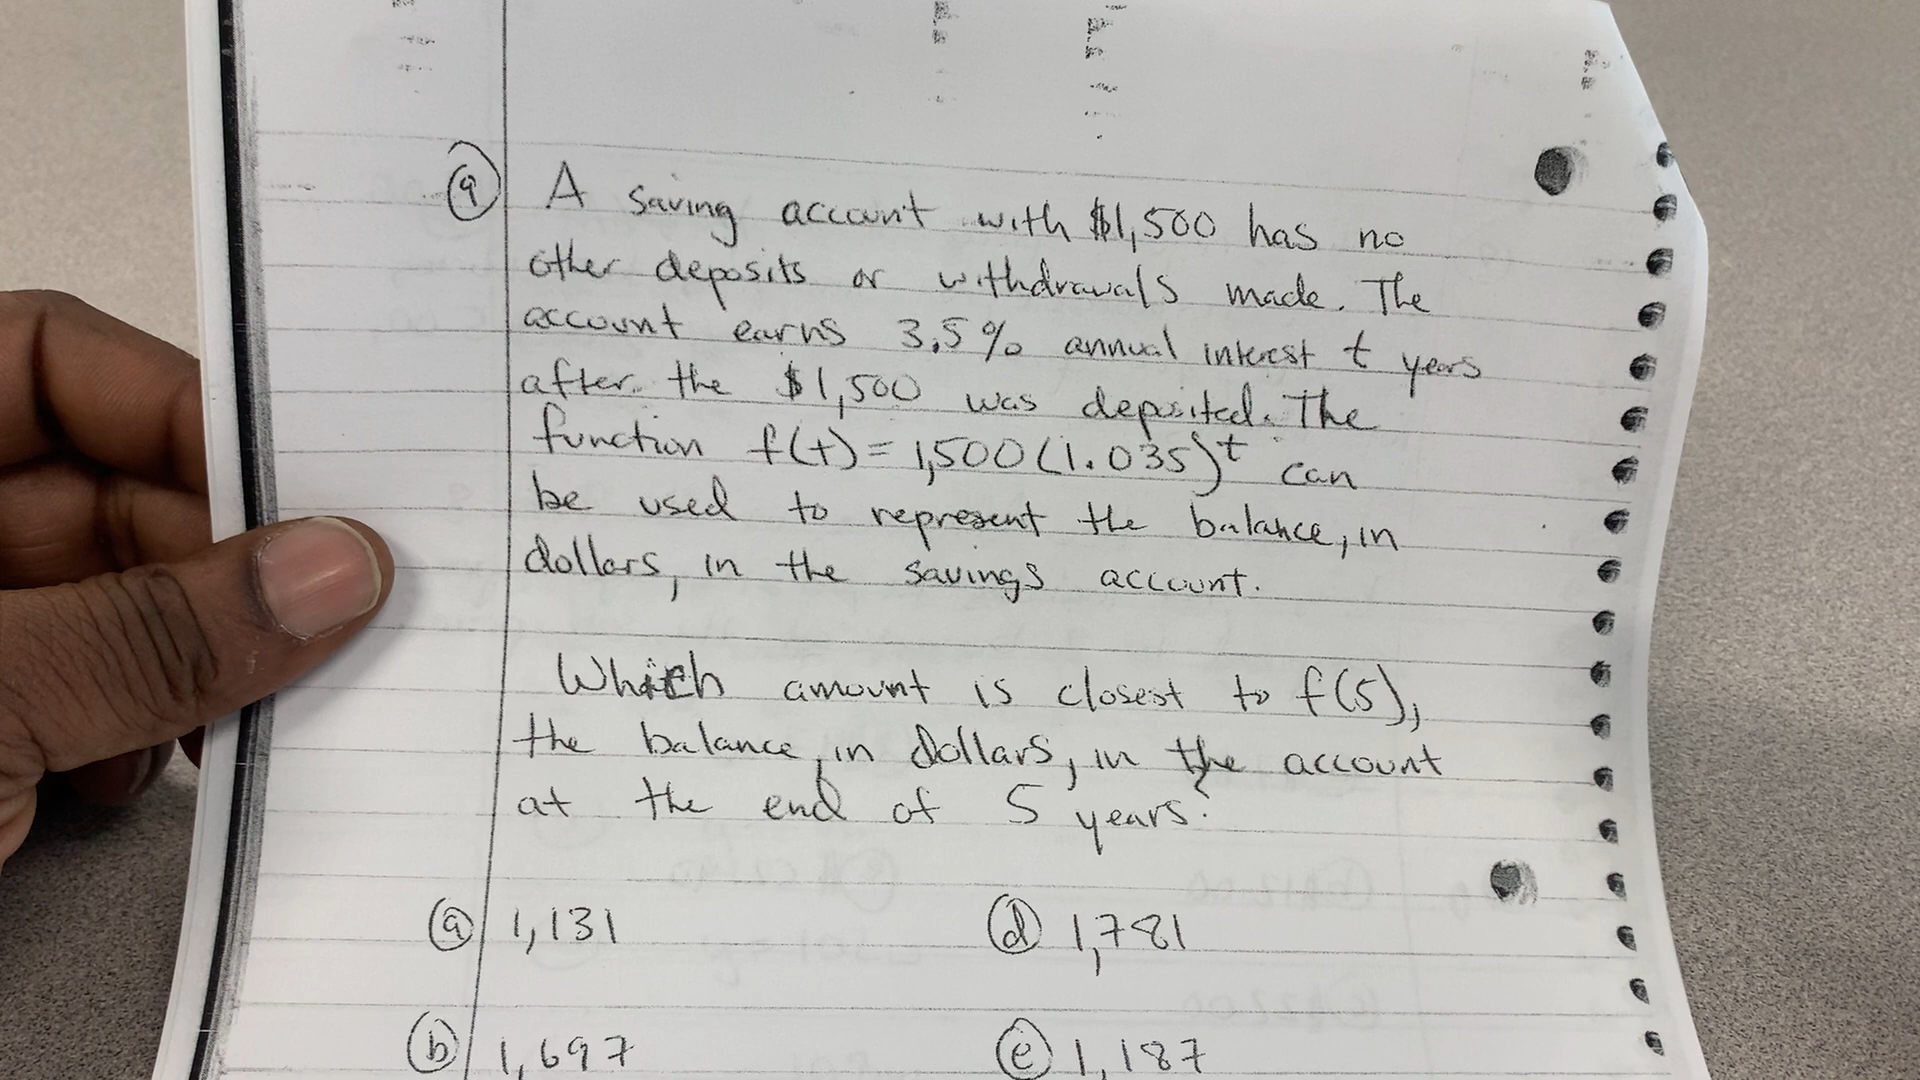 9 A saving account with $1,500 has no
other deposits or withdrawals made. The
account earns 3.5% annual interest t years
after the $1,500 was deposited. The
function f(t) = 1,500(1.035)^t can
be used to represent the balance, in
dollars, in the savings account.
Which amount is closest to f(5),
the balance, in dollars, in the account
at the end of 5 years?
a 1,131
d 1,781
b 1,697
e 1,187